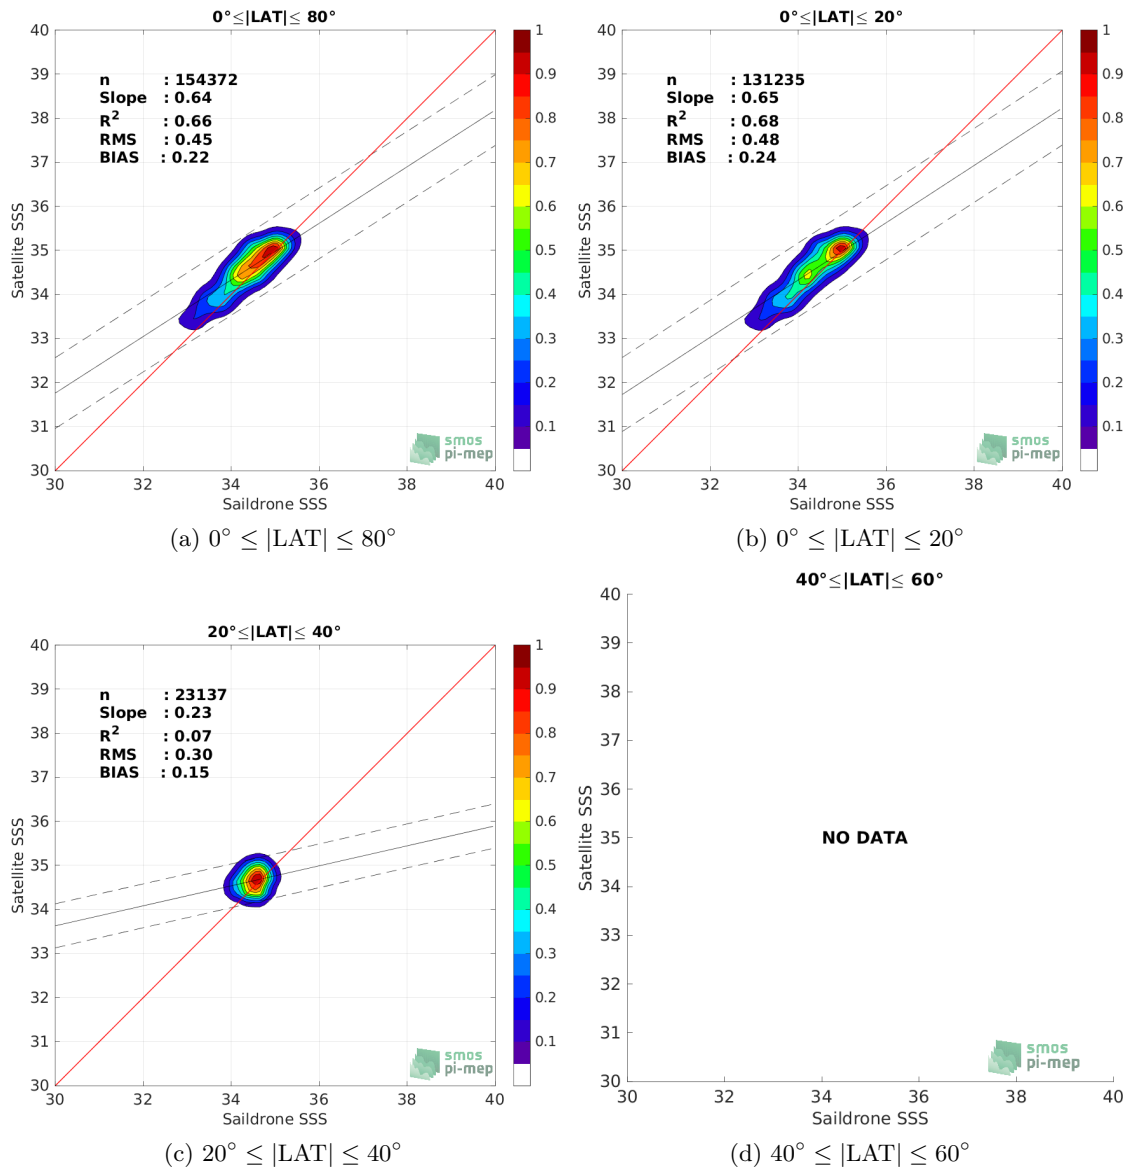 0°≤|LAT|≤ 80°
n : 154372
Slope : 0.64
R2 : 0.66
RMS : 0.45
BIAS : 0.22
40
39
38
37
36
35
34
33
32
31
30
Satellite SSS
30 32 34 36 38 40
Saildrone SSS
1
0.9
0.8
0.7
0.6
0.5
0.4
0.3
0.2
0.1
smos
pi-mep
(a) 0° ≤ |LAT| ≤ 80°
0°≤|LAT|≤ 20°
n : 131235
Slope : 0.65
R2 : 0.68
RMS : 0.48
BIAS : 0.24
40
39
38
37
36
35
34
33
32
31
30
Satellite SSS
30 32 34 36 38 40
Saildrone SSS
1
0.9
0.8
0.7
0.6
0.5
0.4
0.3
0.2
0.1
smos
pi-mep
(b) 0° ≤ |LAT| ≤ 20°
20°≤|LAT|≤ 40°
n : 23137
Slope : 0.23
R2 : 0.07
RMS : 0.30
BIAS : 0.15
40
39
38
37
36
35
34
33
32
31
30
Satellite SSS
30 32 34 36 38 40
Saildrone SSS
1
0.9
0.8
0.7
0.6
0.5
0.4
0.3
0.2
0.1
smos
pi-mep
(c) 20° ≤ |LAT| ≤ 40°
40°≤|LAT|≤ 60°
40
39
38
37
36
35
34
33
32
31
30
Satellite SSS
NO DATA
30 32 34 36 38 40
Saildrone SSS
smos
pi-mep
(d) 40° ≤ |LAT| ≤ 60°